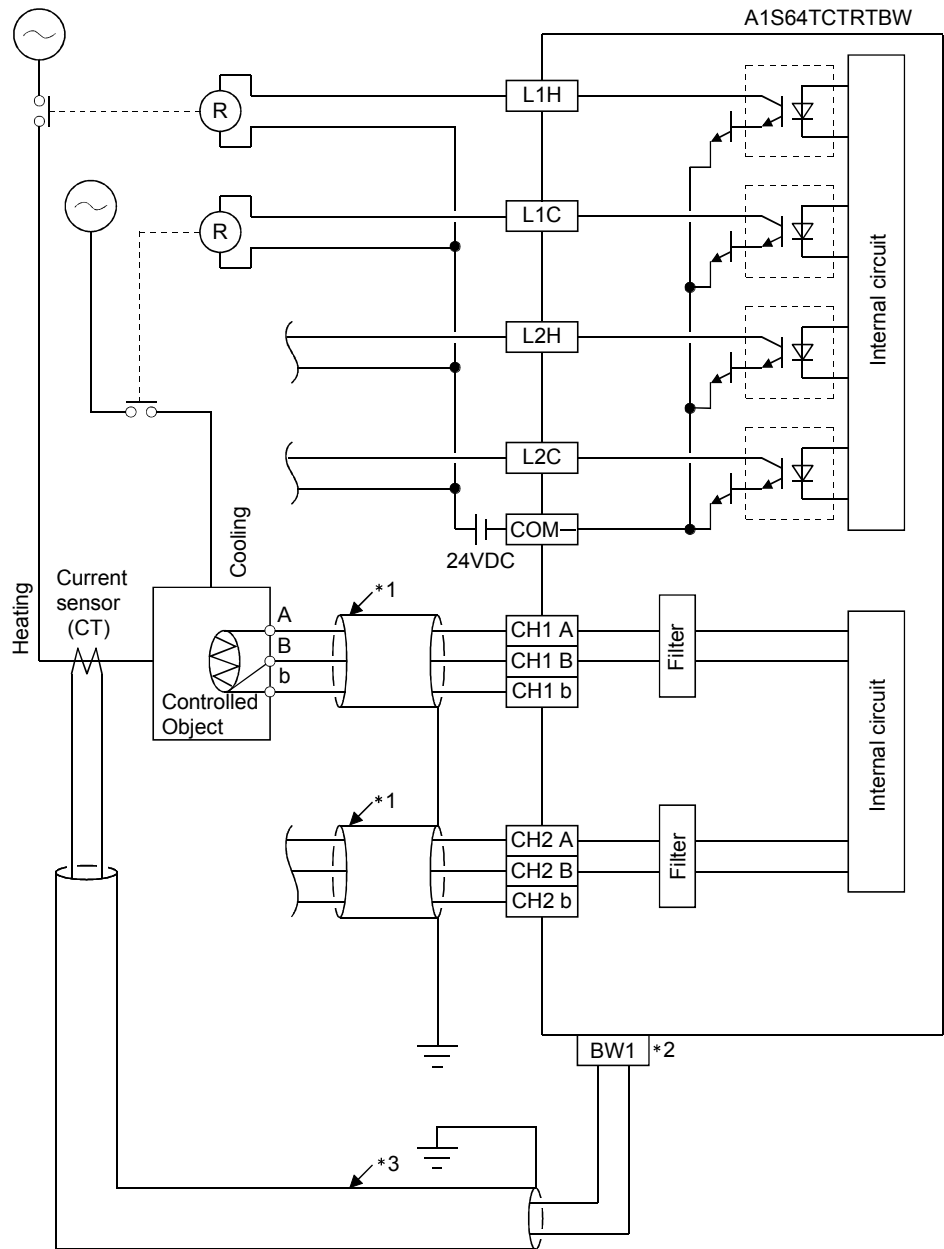 A1S64TCTRTBW
R
L1H
R
L1C
L2H
L2C
Internal circuit
COM−
24VDC
Heating
Cooling
Current
sensor
(CT)
*1
A
B
b
Controlled
Object
CH1 A
CH1 B
CH1 b
Filter
Internal circuit
*1
CH2 A
CH2 B
CH2 b
Filter
BW1
*2
*3